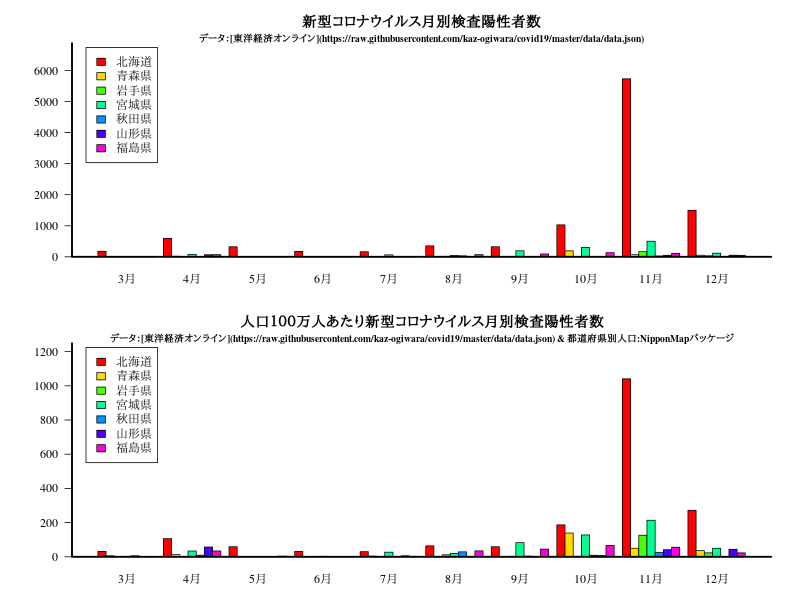 新型コロナウイルス月別検査陽性者数
データ:[東洋経済オンライン](https://raw.githubusercontent.com/kaz-ogiwara/covid19/master/data/data.json)
北海道
青森県
岩手県
宮城県
秋田県
山形県
福島県
6000
5000
4000
3000
2000
1000
0
3月 4月 5月 6月 7月 8月 9月 10月 11月 12月
人口100万人あたり新型コロナウイルス月別検査陽性者数
データ:[東洋経済オンライン](https://raw.githubusercontent.com/kaz-ogiwara/covid19/master/data/data.json) & 都道府県別人口:NipponMapパッケージ
北海道
青森県
岩手県
宮城県
秋田県
山形県
福島県
1200
1000
800
600
400
200
0
3月 4月 5月 6月 7月 8月 9月 10月 11月 12月